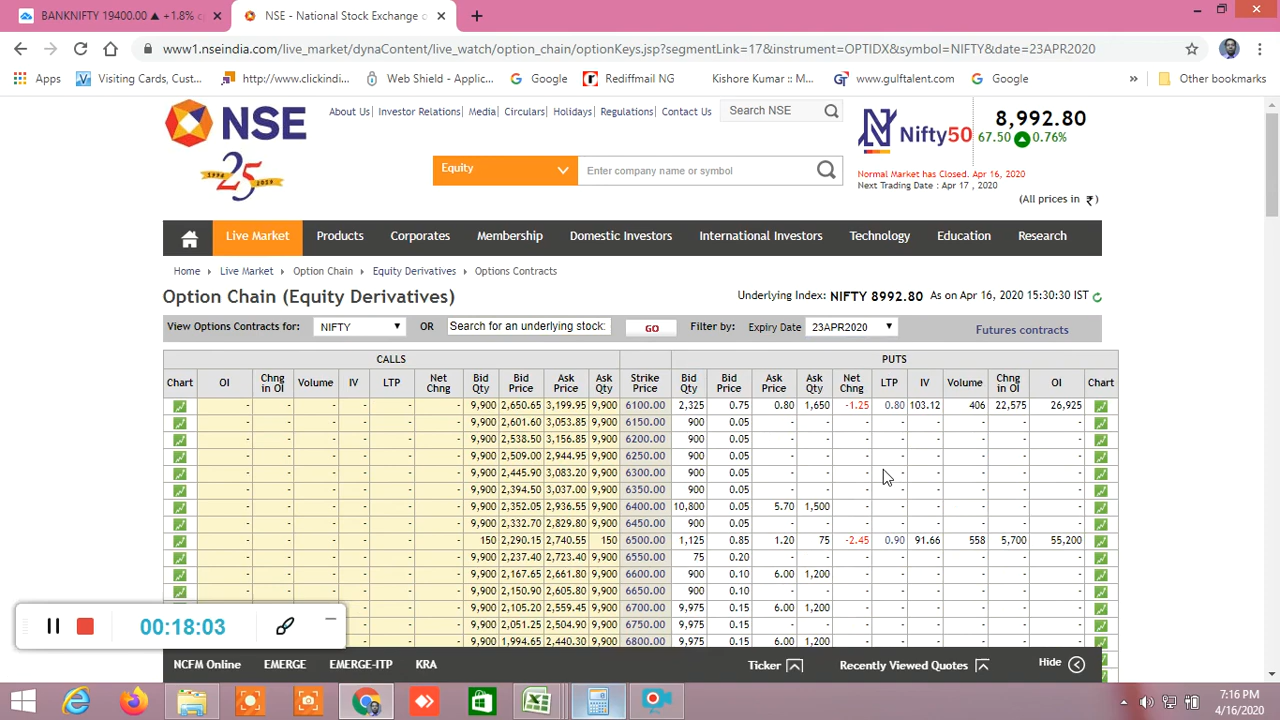 BANKNIFTY 19400.00 ▲ +1.8%
NSE - National Stock Exchange o
www1.nseindia.com/live_market/dynaContent/live_watch/option_chain/optionKeys.jsp?segmentLink=17&instrument=OPTIDX&symbol=NIFTY&date=23APR2020
Apps Visiting Cards, Cust... http://www.clickindi... Web Shield - Applic... Google Rediffmail NG Kishore Kumar :: M... www.gulftalent.com Google » Other bookmarks
NSE
25
About Us| Investor Relations| Media| Circulars| Holidays| Regulations| Contact Us
Search NSE
Equity
Enter company name or symbol
Nifty50
8,992.80
67.50 0.76%
Normal Market has Closed. Apr 16, 2020
Next Trading Date : Apr 17 , 2020
(All prices in ₹ )
Live Market Products Corporates Membership Domestic Investors International Investors Technology Education Research
Home Live Market Option Chain Equity Derivatives Options Contracts
Option Chain (Equity Derivatives)
Underlying Index: NIFTY 8992.80 As on Apr 16, 2020 15:30:30 IST
View Options Contracts for: NIFTY OR Search for an underlying stock: GO Filter by: Expiry Date 23APR2020 Futures contracts
CALLS PUTS
Chart OI Chng in OI Volume IV LTP Net Chng Bid Qty Bid Price Ask Price Ask Qty Strike Price Bid Qty Bid Price Ask Price Ask Qty Net Chng LTP IV Volume Chng in OI OI Chart
- - - - - - 9,900 2,650.65 3,199.95 9,900 6100.00 2,325 0.75 0.80 1,650 -1.25 0.80 103.12 406 22,575 26,925
- - - - - - 9,900 2,601.60 3,053.85 9,900 6150.00 900 0.05 - - - - - - - -
- - - - - - 9,900 2,538.50 3,156.85 9,900 6200.00 900 0.05 - - - - - - - -
- - - - - - 9,900 2,509.00 2,944.95 9,900 6250.00 900 0.05 - - - - - - - -
- - - - - - 9,900 2,445.90 3,083.20 9,900 6300.00 900 0.05 - - - - - - - -
- - - - - - 9,900 2,394.50 3,037.00 9,900 6350.00 900 0.05 - - - - - - - -
- - - - - - 9,900 2,352.05 2,936.55 9,900 6400.00 10,800 0.05 5.70 1,500 - - - - - -
- - - - - - 9,900 2,332.70 2,829.80 9,900 6450.00 900 0.05 - - - - - - - -
- - - - - - 150 2,290.15 2,740.55 150 6500.00 1,125 0.85 1.20 75 -2.45 0.90 91.66 558 5,700 55,200
- - - - - - 9,900 2,237.40 2,723.40 9,900 6550.00 75 0.20 - - - - - - - -
- - - - - - 9,900 2,167.65 2,661.80 9,900 6600.00 900 0.10 6.00 1,200 - - - - - -
- - - - - - 9,900 2,150.90 2,605.80 9,900 6650.00 900 0.10 - - - - - - - -
- - - - - 9,900 2,105.20 2,559.45 9,900 6700.00 9,975 0.15 6.00 1,200 - - - - - -
- - - 9,900 2,051.25 2,504.90 9,900 6750.00 9,975 0.15 - - - - - - - -
- - - 9,900 1,994.65 2,440.30 9,900 6800.00 9,975 0.15 6.00 1,200 - - - - - -
00:18:03
NCFM Online EMERGE EMERGE-ITP KRA Ticker Recently Viewed Quotes Hide
7:16 PM
4/16/2020